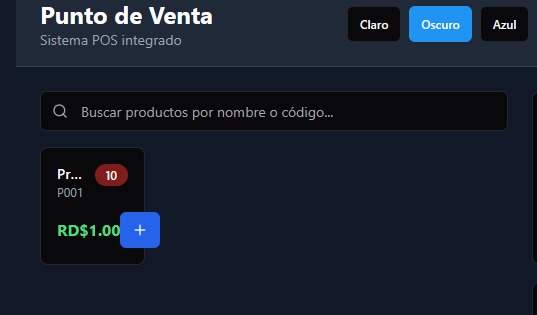 Punto de Venta
Sistema POS integrado
Claro
Oscuro
Azul
Buscar productos por nombre o código...
Pr...
10
P001
RD$1.00
+